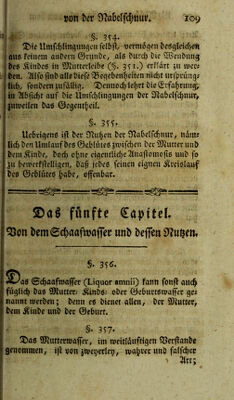 von der Nabelschnur. 109
§. 354.
Die Umschlingungen selbst, vermögen desgleichen
aus keinem andern Grunde, als durch die Wendung
des Kindes in Mutterleibe (§. 351.) erklärt zu wer-
den. Also sind alle diese Begebenheiten nicht ursprüng-
lich, sondern zufällig. Dennoch lehrt die Erfahrung,
in Absicht auf die Umschlingungen der Nabelschnur,
zuweilen das Gegentheil.
§. 355.
Uebrigens ist der Nutzen der Nabelschnur, näm-
lich den Umlauf des Geblütes zwischen der Mutter und
dem Kinde, doch ohne eigentliche Anastomosis und so
zu bewerkstelligen, daß jedes seinen eignen Kreislauf
des Geblütes habe, offenbar.
Das fünfte Capitel.
Von dem Schaafwasser und dessen Nutzen.
§. 356.
Das Schaafwasser (Liquor amnii) kann sonst auch
füglich das Mutter- Kinds- oder Geburtswasser ge-
nannt werden; denn es dienet allen, der Mutter,
dem Kinde und der Geburt.
§. 357.
Das Mutterwasser, im weitläuftigen Verstande
genommen, ist von zweyerley, wahrer und falscher
Art;